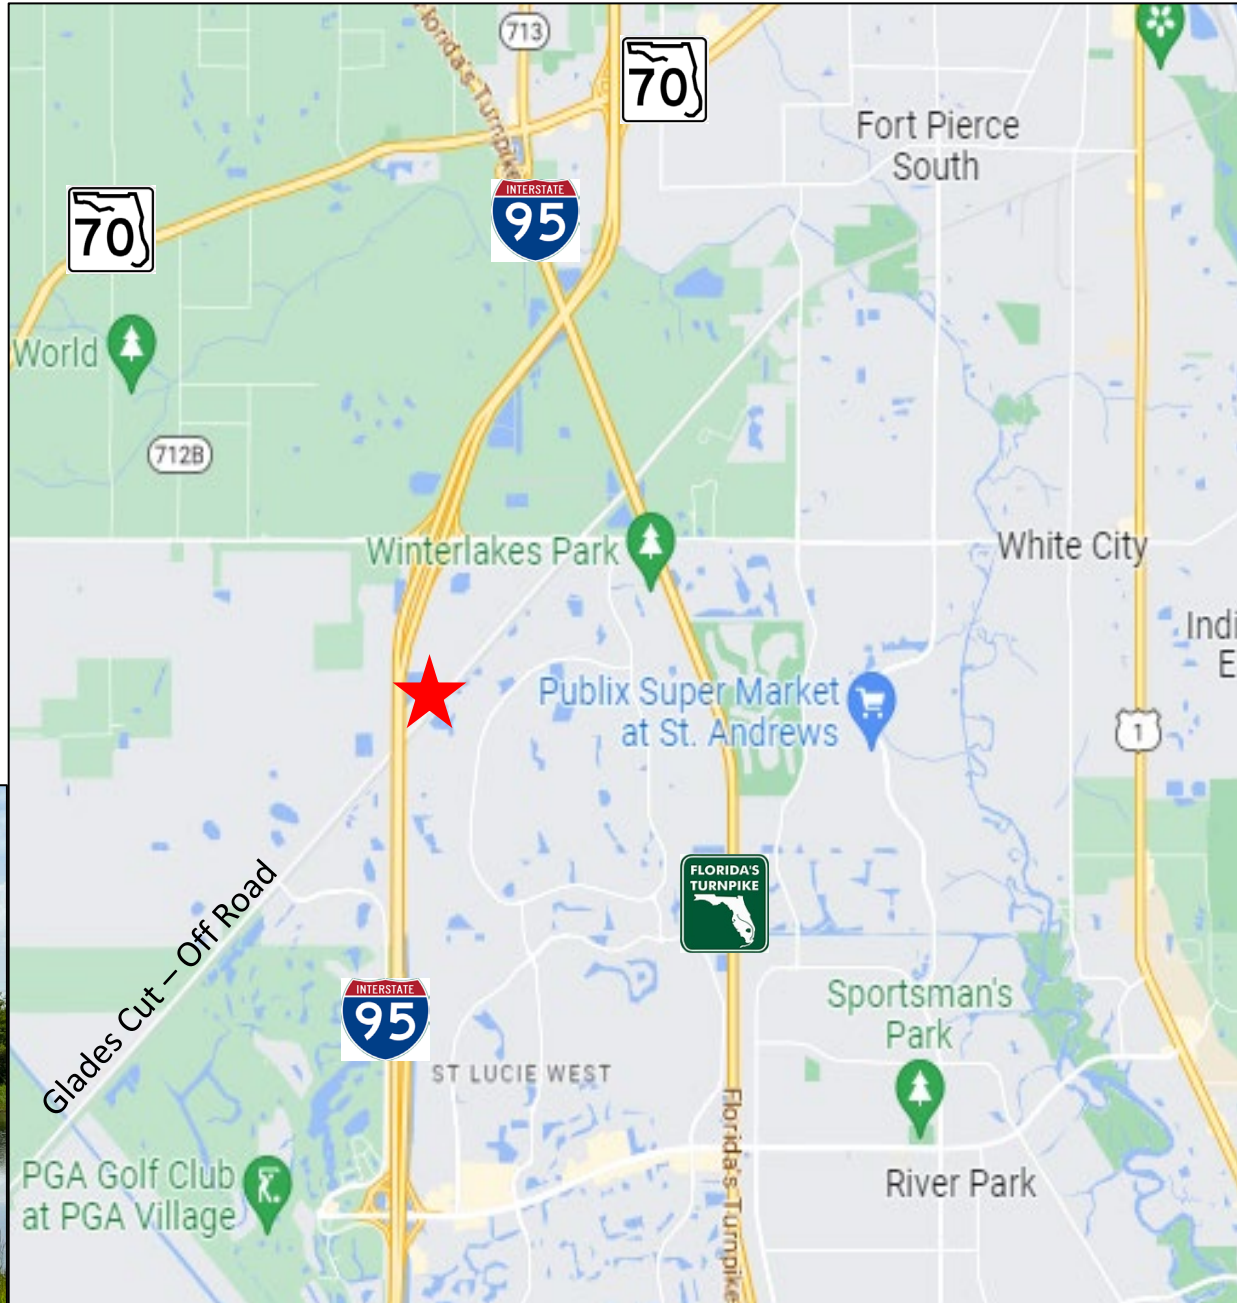 713
Florida's Turnpike
70
Fort Pierce
South
INTERSTATE
95
70
World
712B
Winterlakes Park
White City
Indi
E
Publix Super Market
at St. Andrews
1
FLORIDA'S
TURNPIKE
Glades Cut – Off Road
INTERSTATE
95
Sportsman's
Park
ST LUCIE WEST
Florida's Turnpike
PGA Golf Club
at PGA Village
River Park